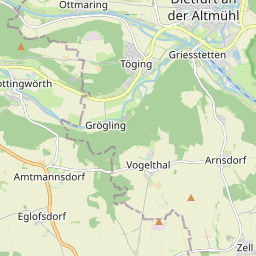 Ottmaring
Dietfurt an
der Altmühl
Griesstetten
Töging
ottingwörth
Grögling
Vogelthal
Arnsdorf
Amtmannsdorf
Eglofsdorf
Zell